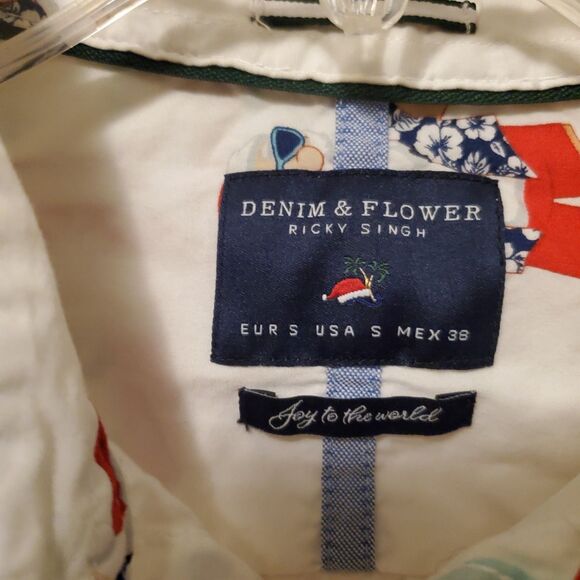 DENIM & FLOWER
RICKY SINGH
EUR S USA S MEX 38
Joy to the world